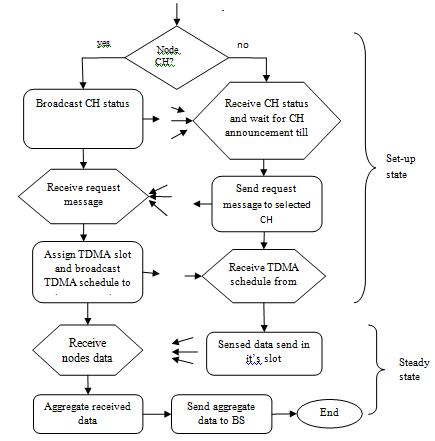 yes
Node
CH?
no
Broadcast CH status
Receive CH status
and wait for CH
announcement till
Set-up
state
Receive request
message
Send request
message to selected
CH
Assign TDMA slot
and broadcast
TDMA schedule to
Receive TDMA
schedule from
Receive
nodes data
Sensed data send in
it's slot
Steady
state
Aggregate received
data
Send aggregate
data to BS
End